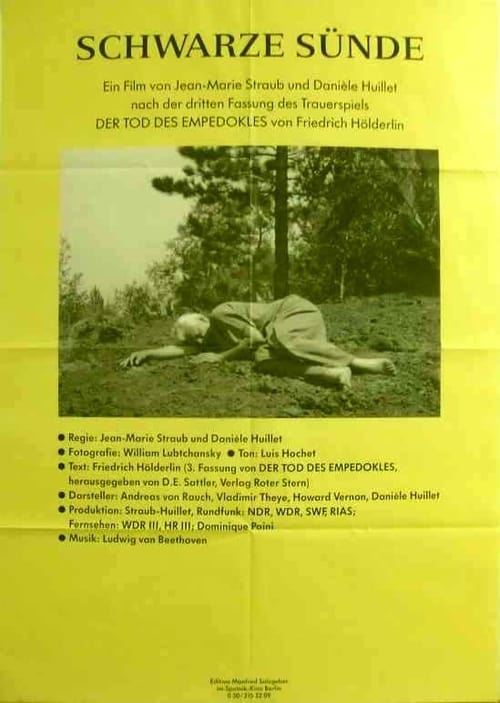 SCHWARZE SÜNDE
Ein Film von Jean-Marie Straub und Danièle Huillet
nach der dritten Fassung des Trauerspiels
DER TOD DES EMPEDOKLES von Friedrich Hölderlin
● Regie: Jean-Marie Straub und Danièle Huillet
● Fotografie: William Lubtchansky ● Ton: Luis Hochet
● Text: Friedrich Hölderlin (3. Fassung von DER TOD DES EMPEDOKLES,
herausgegeben von D.E. Sattler, Verlag Roter Stern)
● Darsteller: Andreas von Rauch, Vladimir Theye, Howard Vernon, Danièle Huillet
● Produktion: Straub-Huillet, Rundfunk: NDR, WDR, SWF, RIAS;
Fernsehen: WDR III, HR III; Dominique Paini
● Musik: Ludwig van Beethoven
Edition Manfred Salzgeber
im Sputnik-Kino Berlin